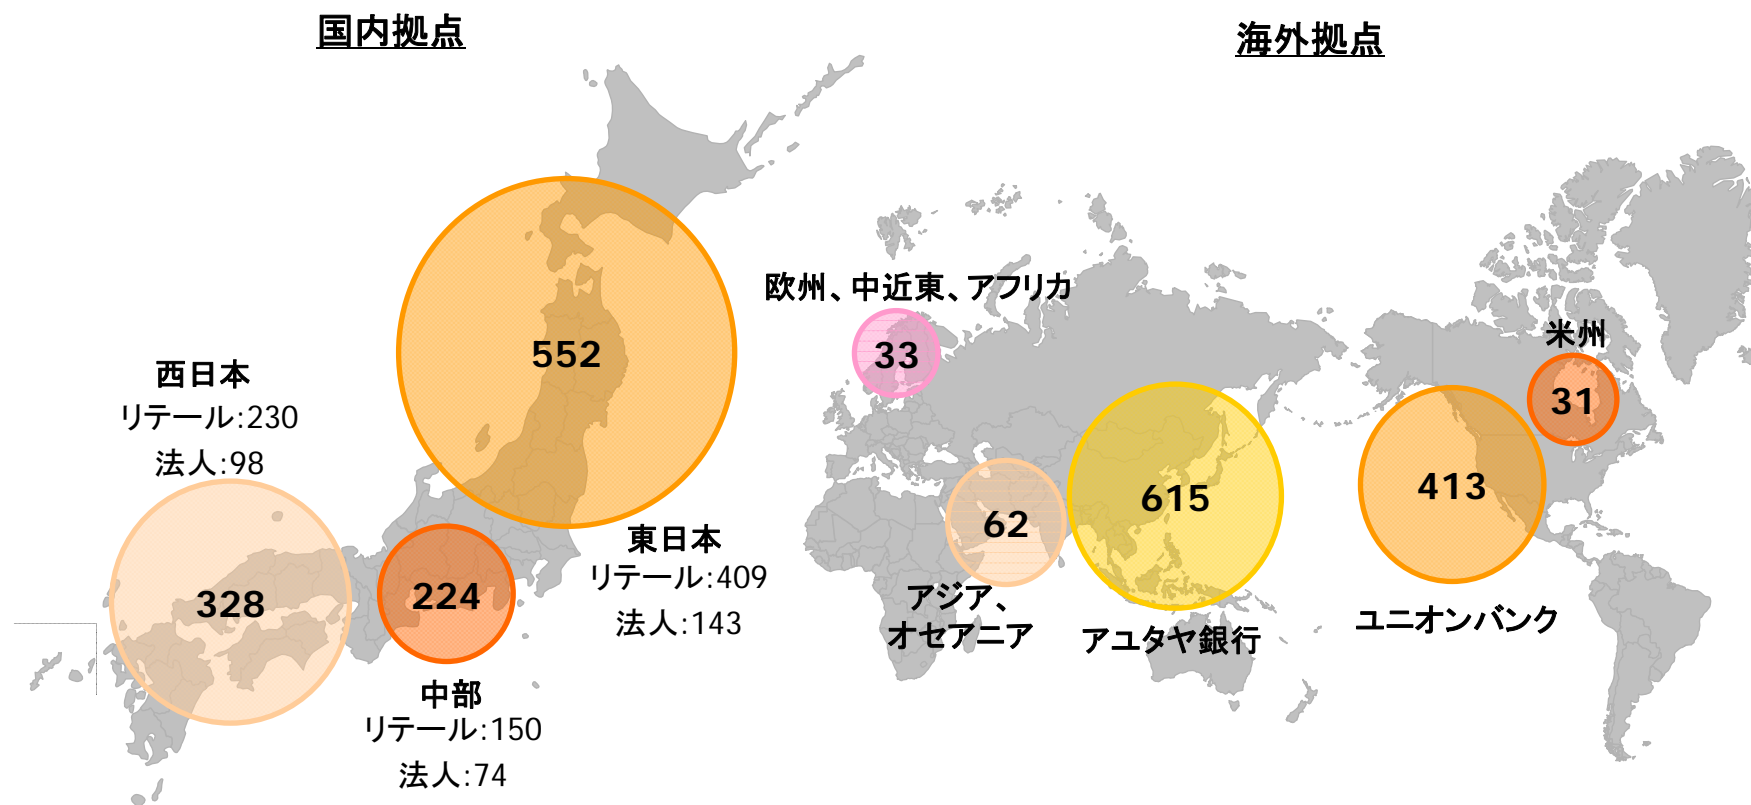 国内拠点
552
西日本
リテール:230
法人:98
328
224
東日本
リテール:409
法人:143
中部
リテール:150
法人:74
海外拠点
欧州、中近東、アフリカ
33
米州
31
62
615
413
アジア、
オセアニア
アユタヤ銀行
ユニオンバンク